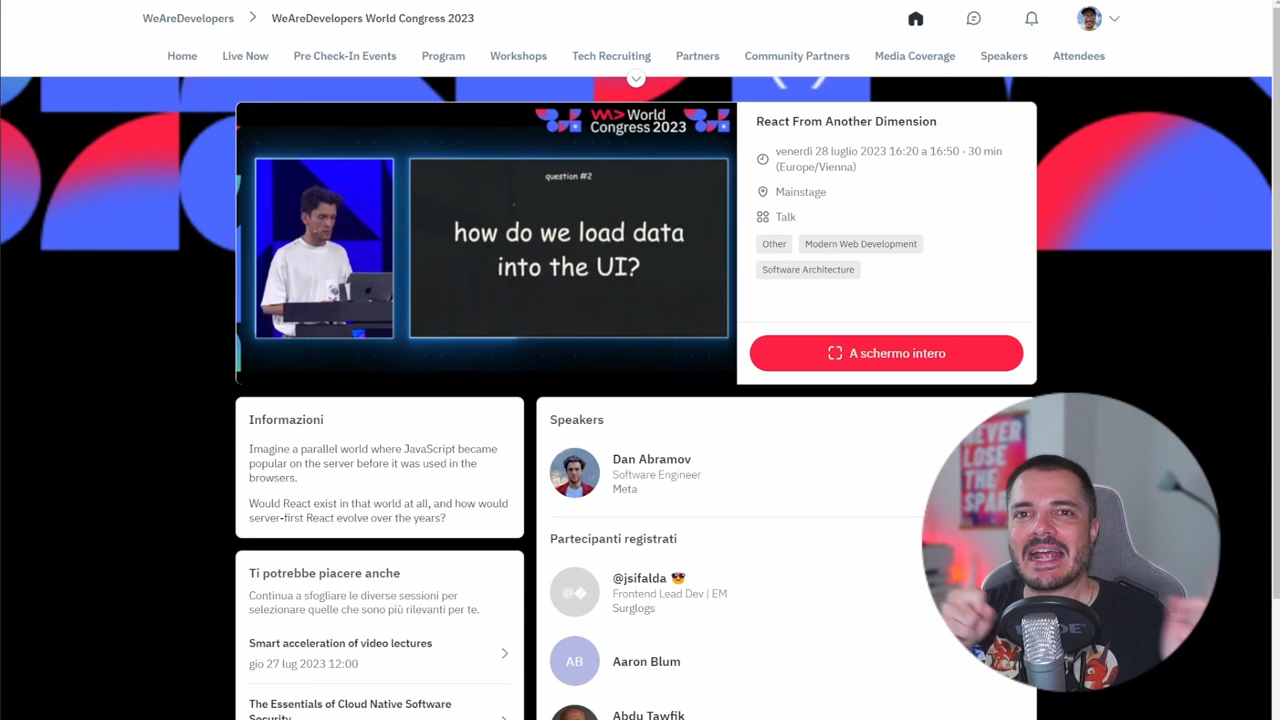 WeAreDevelopers
WeAreDevelopers World Congress 2023
Home Live Now Pre Check-In Events Program Workshops Tech Recruiting Partners Community Partners Media Coverage Speakers Attendees
World
Congress 2023
question #2
how do we load data
into the UI?
React From Another Dimension
venerdì 28 luglio 2023 16:20 a 16:50 - 30 min
(Europe/Vienna)
Mainstage
Talk
Other Modern Web Development
Software Architecture
A schermo intero
Informazioni
Imagine a parallel world where JavaScript became
popular on the server before it was used in the
browsers.
Would React exist in that world at all, and how would
server-first React evolve over the years?
Ti potrebbe piacere anche
Continua a sfogliare le diverse sessioni per
selezionare quelle che sono più rilevanti per te.
Smart acceleration of video lectures
gio 27 lug 2023 12:00
The Essentials of Cloud Native Software
Security
Speakers
Dan Abramov
Software Engineer
Meta
Partecipanti registrati
@�
@jsifalda 😎
Frontend Lead Dev | EM
Surglogs
AB
Aaron Blum
Abdu Tawfik
NEVER
LOSE
THE
SPAR